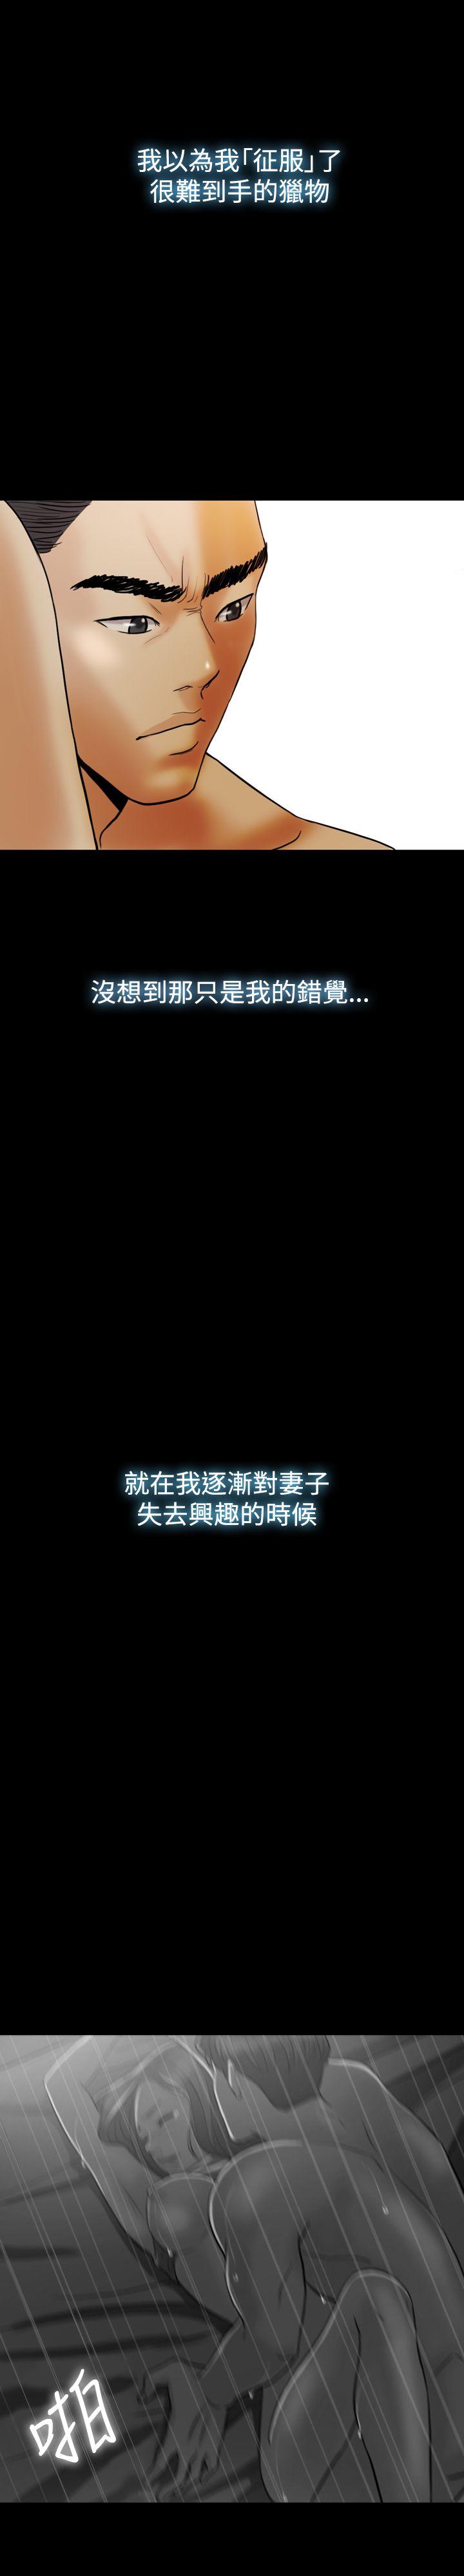 我以為我「征服」了
很難到手的獵物
沒想到那只是我的錯覺...
就在我逐漸對妻子
失去興趣的時候
啪